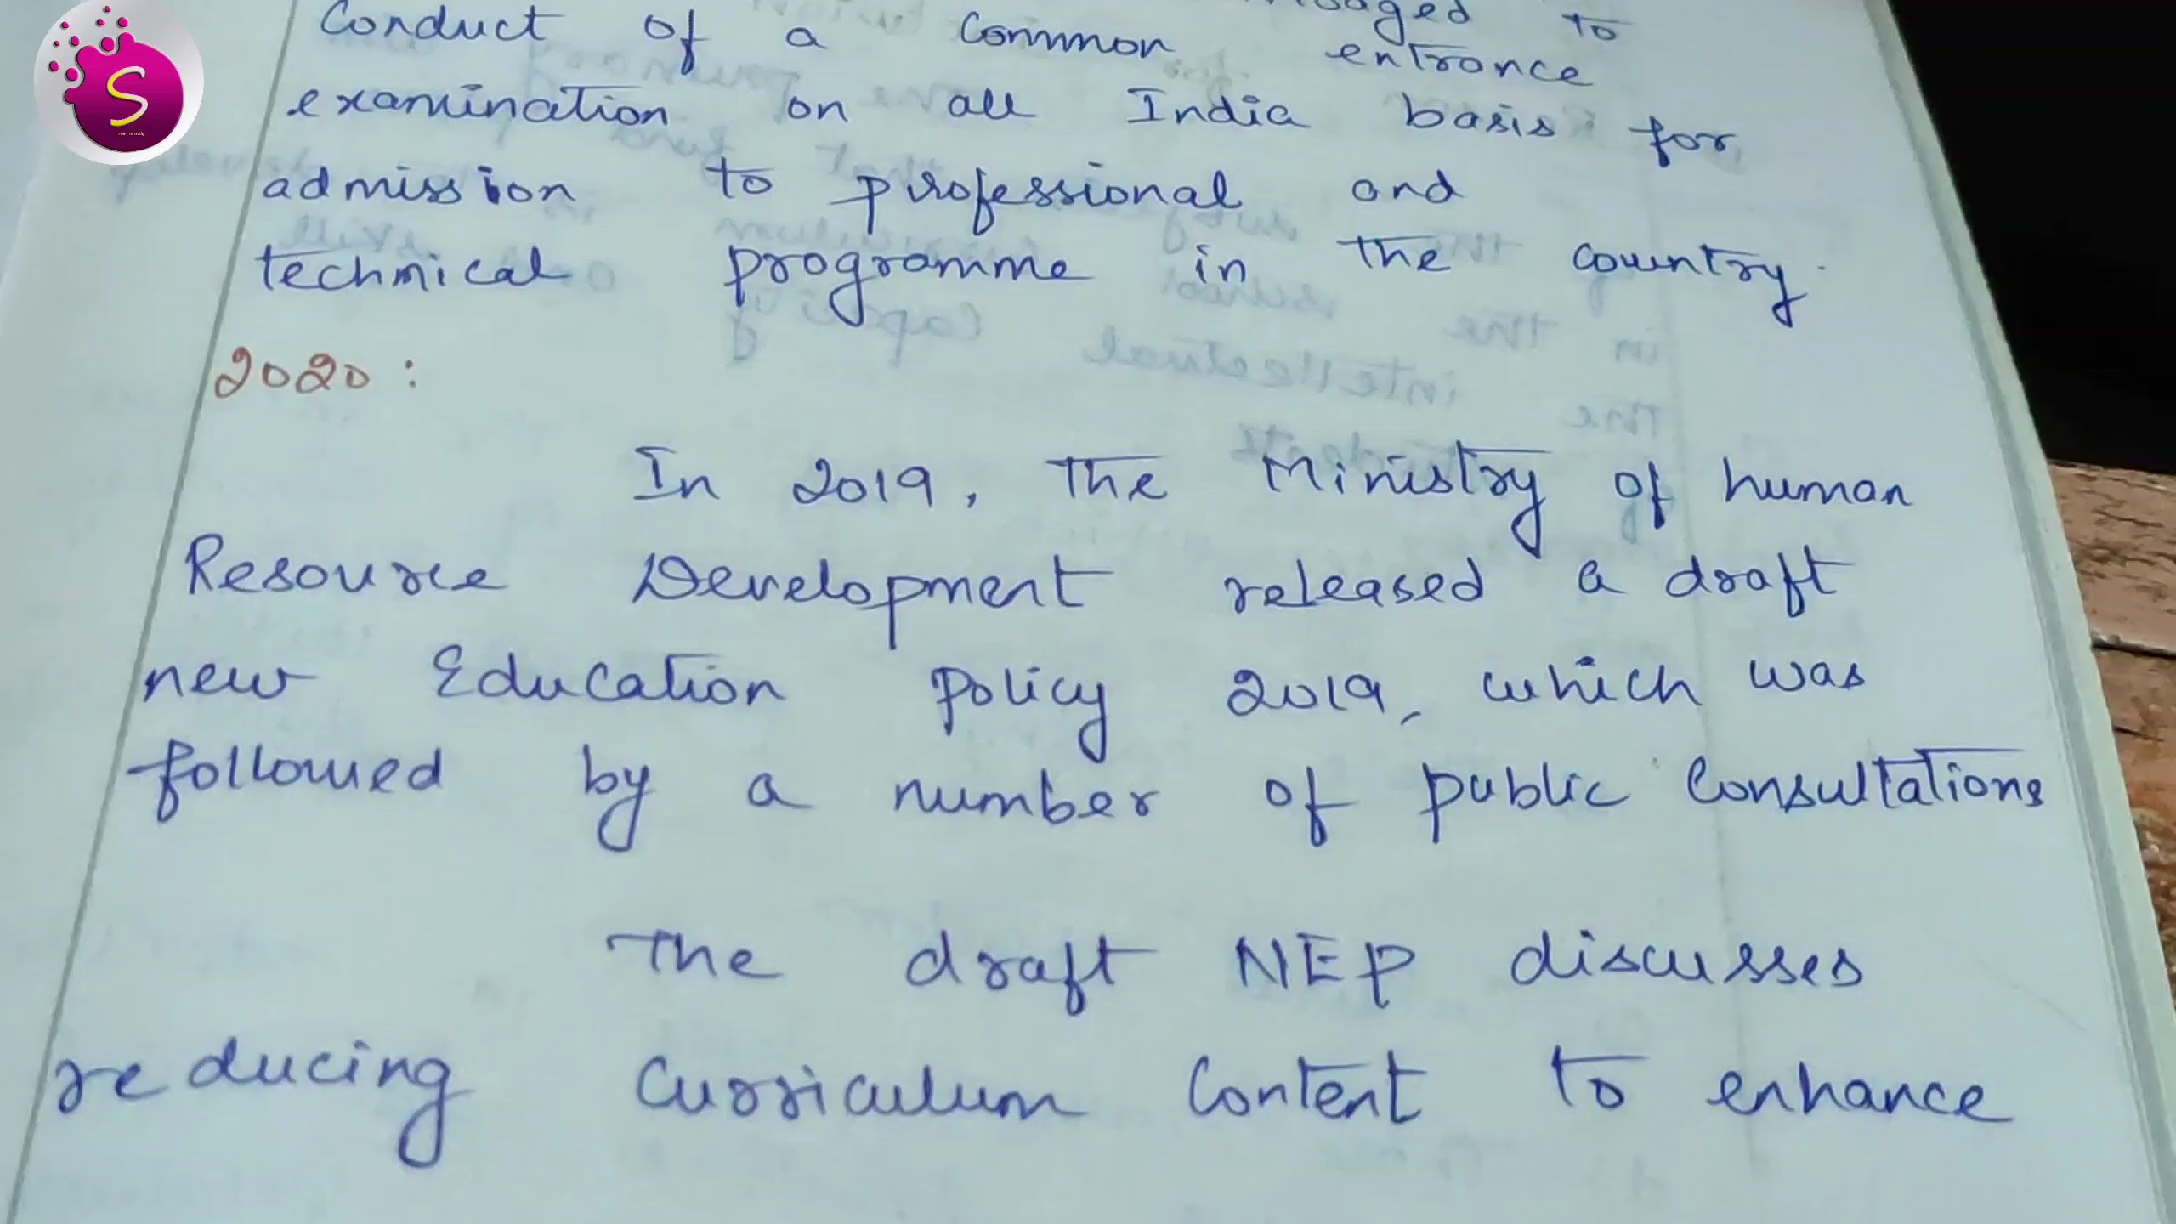 to
Conduct of a Common entrance
examination on all India basis for
admission to professional and
technical programme in the country.
2020 :
In 2019, The Ministry of human
Resource Development released a draft
new Education policy 2019, which was
followed by a number of public Consultations
The draft NEP discusses
reducing Curriculum Content to enhance
S